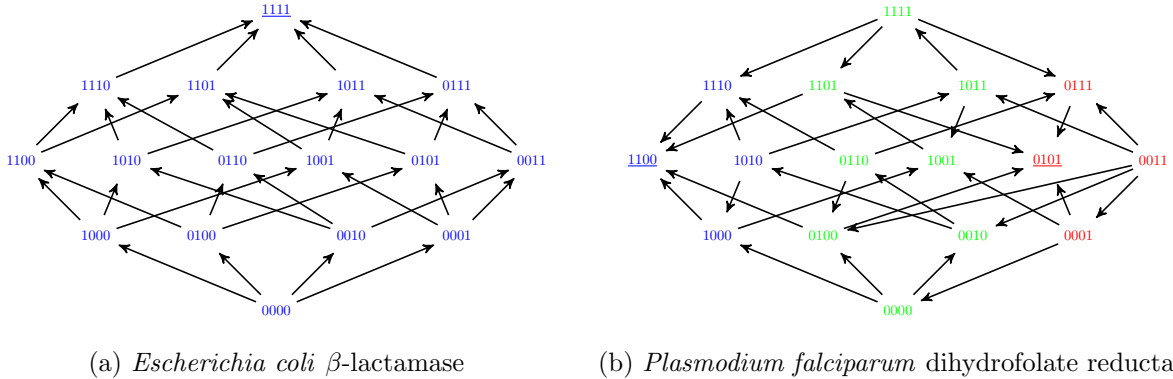 1111 1111
1110 1101 1011 0111 1110 1101 1011 0111
1100 1010 0110 1001 0101 0011 1100 1010 0110 1001 0101 0011
1000 0100 0010 0001 1000 0100 0010 0001
0000 0000
(a) Escherichia coli β-lactamase (b) Plasmodium falciparum dihydrofolate reducta